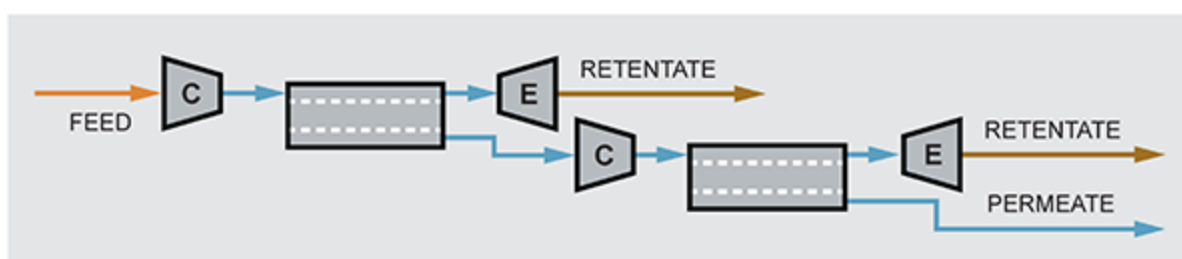 C
E
RETENTATE
FEED
C
E
RETENTATE
PERMEATE